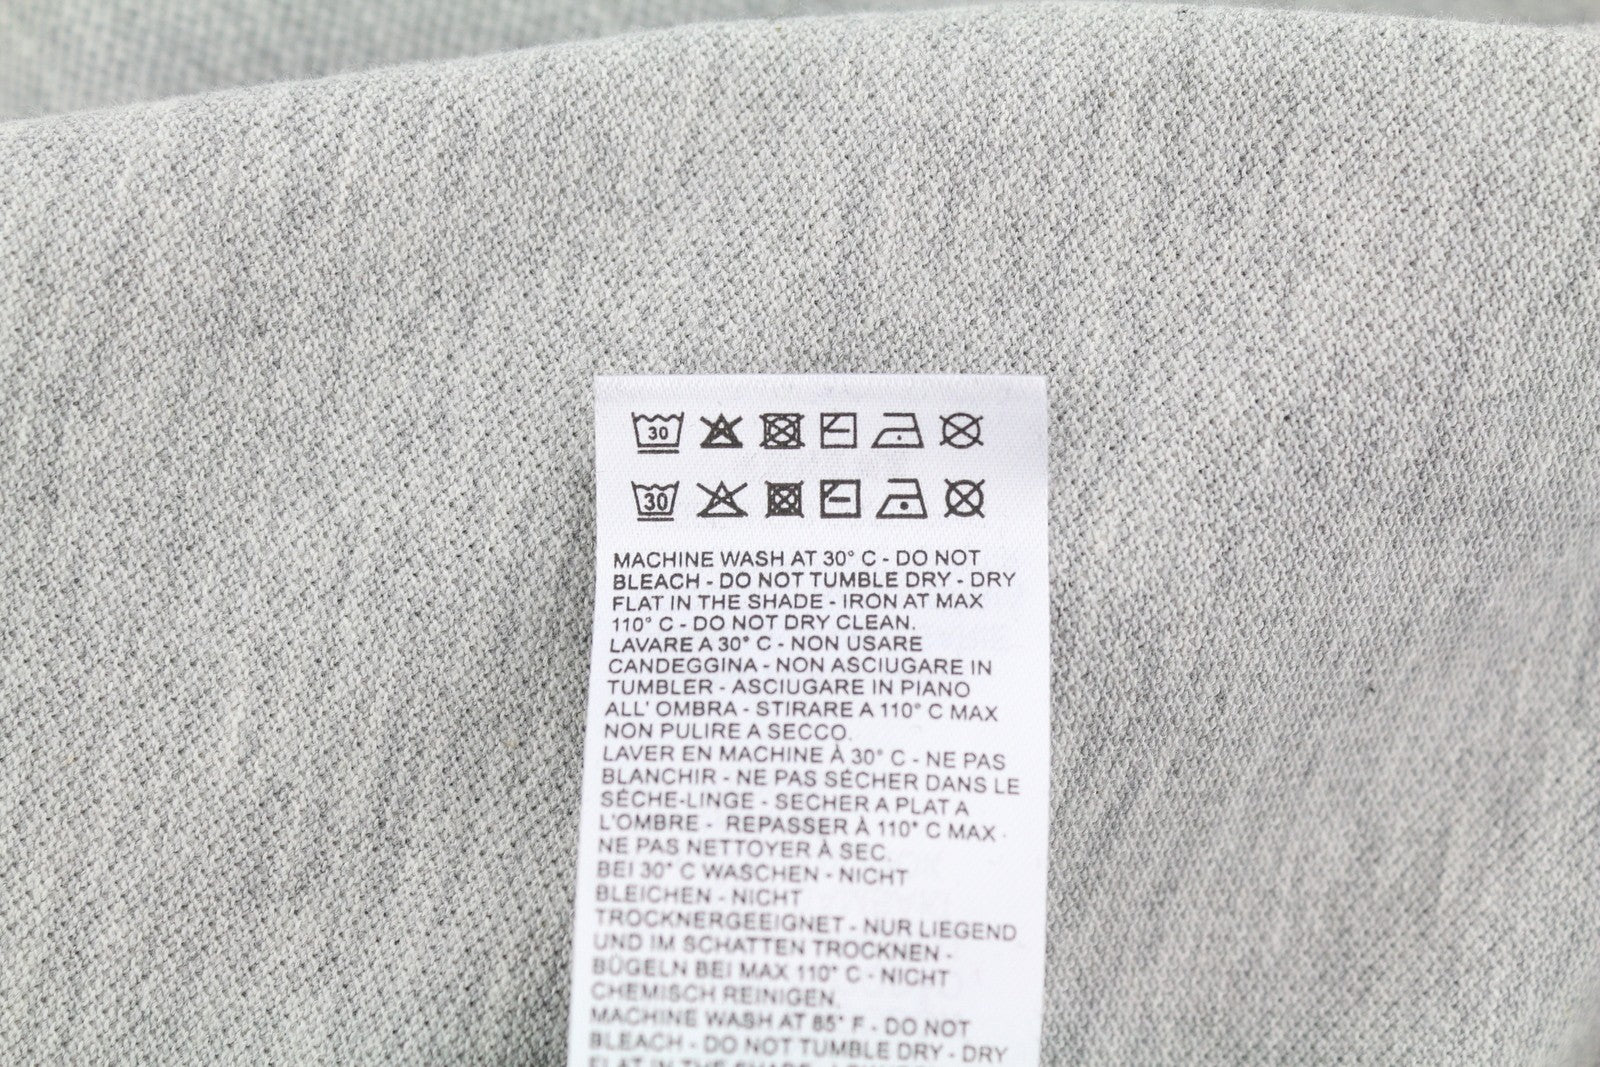 30
30
MACHINE WASH AT 30° C - DO NOT
BLEACH - DO NOT TUMBLE DRY - DRY
FLAT IN THE SHADE - IRON AT MAX
110° C - DO NOT DRY CLEAN.
LAVARE A 30° C - NON USARE
CANDEGGINA - NON ASCIUGARE IN
TUMBLER - ASCIUGARE IN PIANO
ALL' OMBRA - STIRARE A 110° C MAX
NON PULIRE A SECCO.
LAVER EN MACHINE À 30° C - NE PAS
BLANCHIR - NE PAS SÉCHER DANS LE
SÉCHE-LINGE - SECHER A PLAT A
L'OMBRE - REPASSER À 110° C MAX -
NE PAS NETTOYER À SEC.
BEI 30° C WASCHEN - NICHT
BLEICHEN - NICHT
TROCKNERGEEIGNET - NUR LIEGEND
UND IM SCHATTEN TROCKNEN -
BÜGELN BEI MAX 110° C - NICHT
CHEMISCH REINIGEN.
MACHINE WASH AT 85° F - DO NOT
BLEACH - DO NOT TUMBLE DRY - DRY
FLAT IN THE SHADE